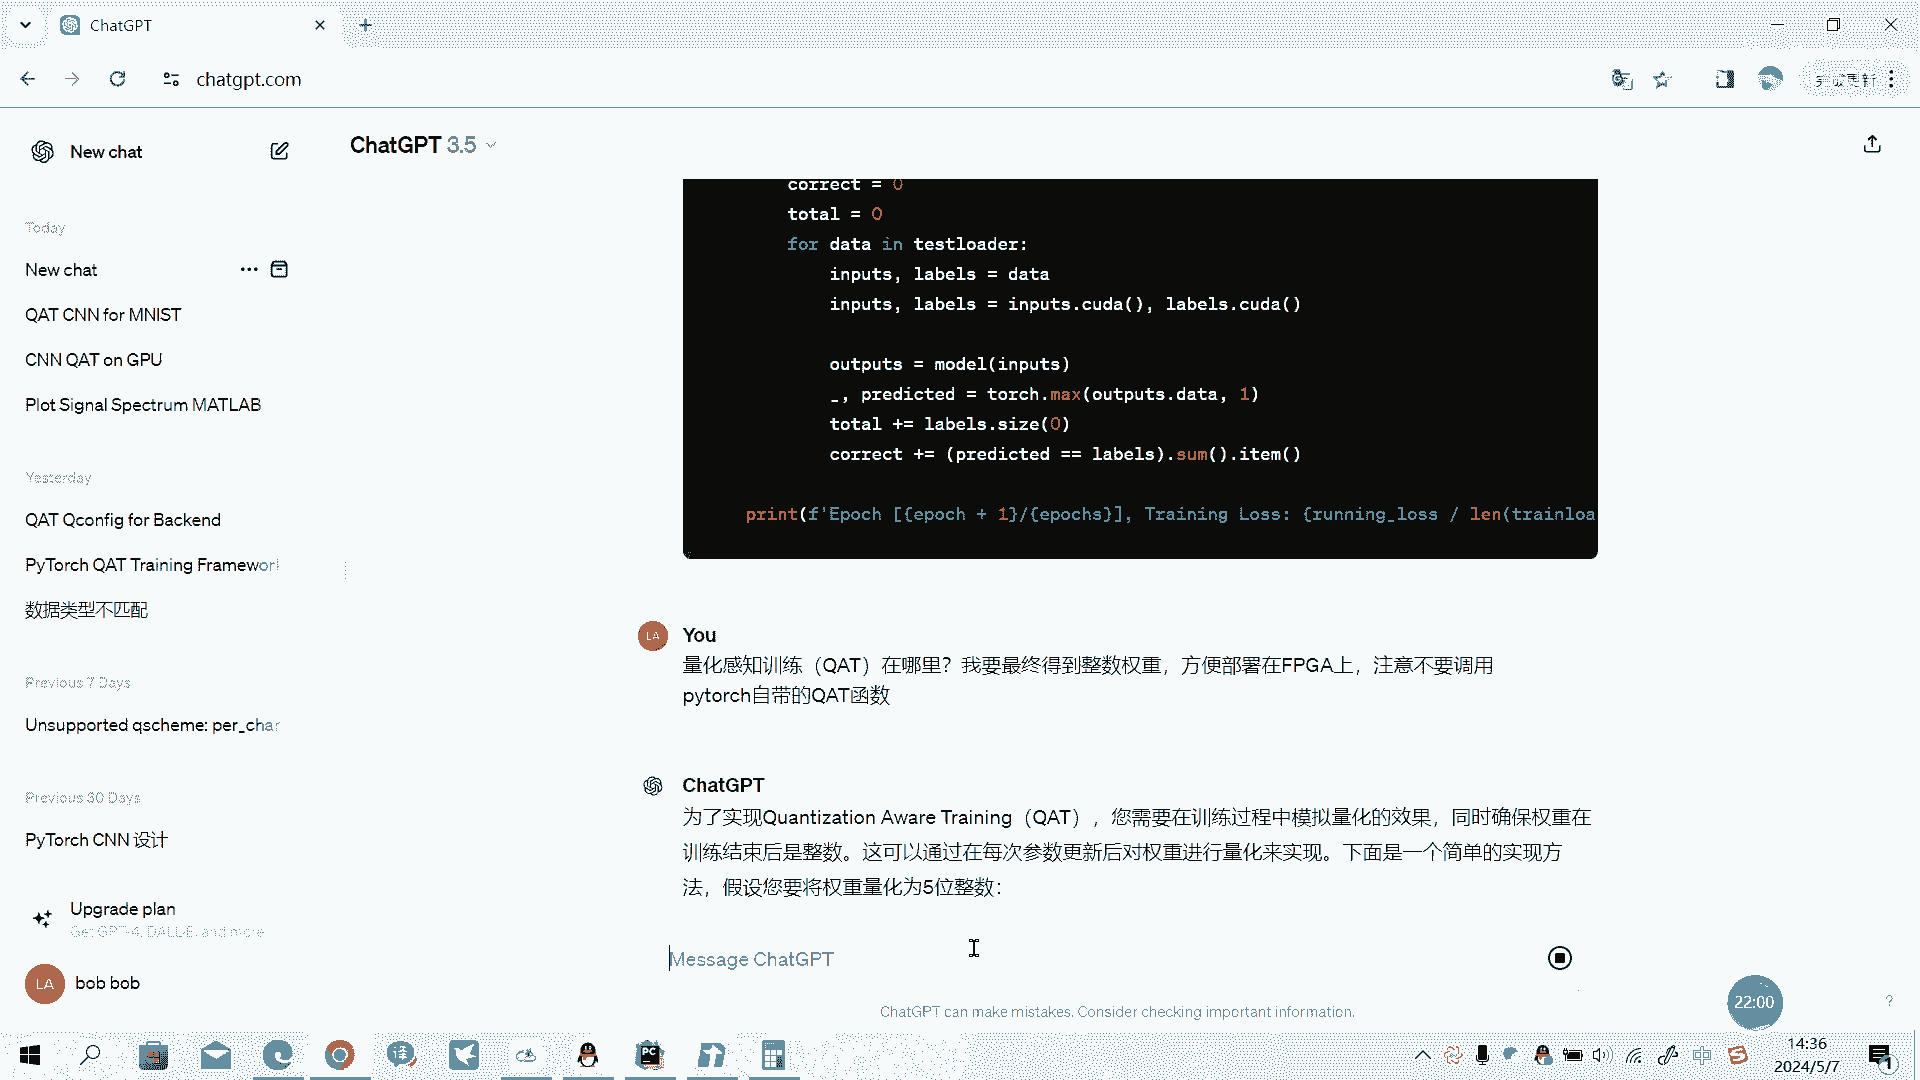 ChatGPT
chatgpt.com
New chat
ChatGPT 3.5
Today
New chat
QAT CNN for MNIST
CNN QAT on GPU
Plot Signal Spectrum MATLAB
Yesterday
QAT Qconfig for Backend
PyTorch QAT Training Framework
数据类型不匹配
Previous 7 Days
Unsupported qscheme: per_char
Previous 30 Days
PyTorch CNN 设计
Upgrade plan
Get GPT-4, DALL·E, and more
LA bob bob
correct = 0
total = 0
for data in testloader:
inputs, labels = data
inputs, labels = inputs.cuda(), labels.cuda()
outputs = model(inputs)
_, predicted = torch.max(outputs.data, 1)
total += labels.size(0)
correct += (predicted == labels).sum().item()
print(f'Epoch [{epoch + 1}/{epochs}], Training Loss: {running_loss / len(trainloa
LA You
量化感知训练（QAT）在哪里？我要最终得到整数权重，方便部署在FPGA上，注意不要调用
pytorch自带的QAT函数
ChatGPT
为了实现Quantization Aware Training（QAT），您需要在训练过程中模拟量化的效果，同时确保权重在
训练结束后是整数。这可以通过在每次参数更新后对权重进行量化来实现。下面是一个简单的实现方
法，假设您要将权重量化为5位整数：
Message ChatGPT
22:00
?
ChatGPT can make mistakes. Consider checking important information.
译
PC
中
S
14:36
2024/5/7
1